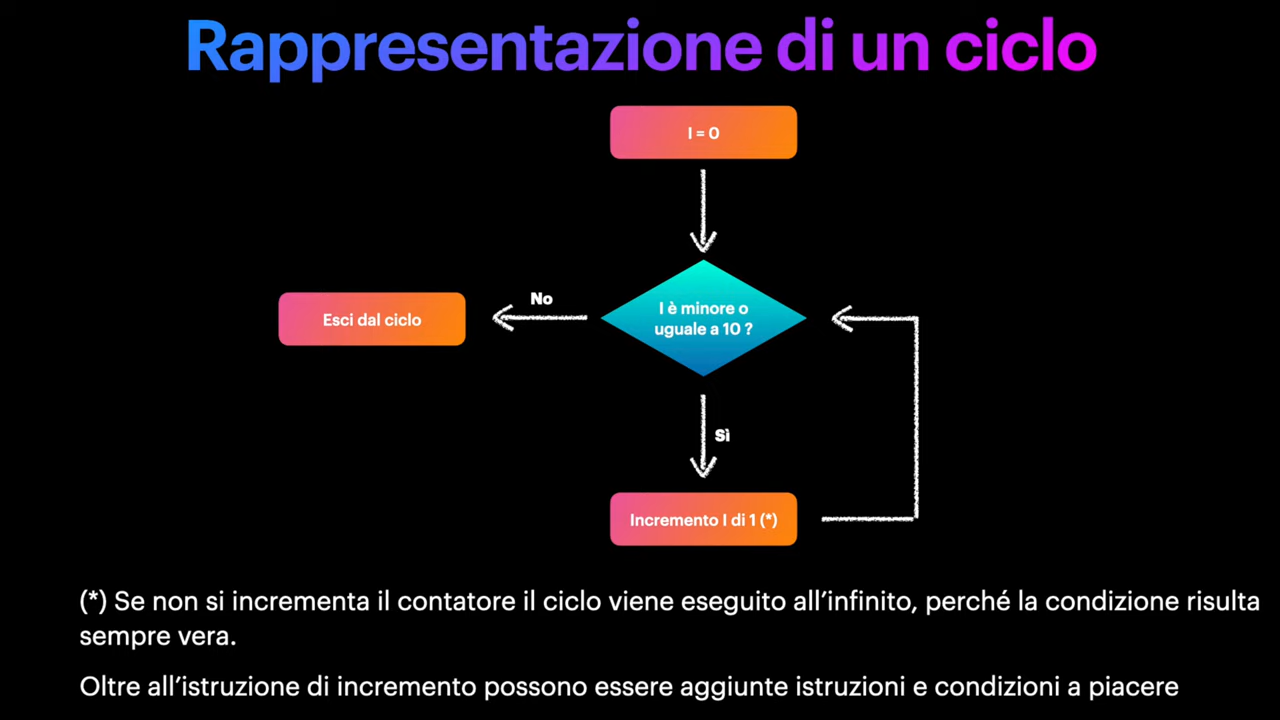 Rappresentazione di un ciclo
I = 0
No
Esci dal ciclo
I è minore o
uguale a 10 ?
Sì
Incremento I di 1 (*)
(*) Se non si incrementa il contatore il ciclo viene eseguito all’infinito, perché la condizione risulta
sempre vera.
Oltre all’istruzione di incremento possono essere aggiunte istruzioni e condizioni a piacere